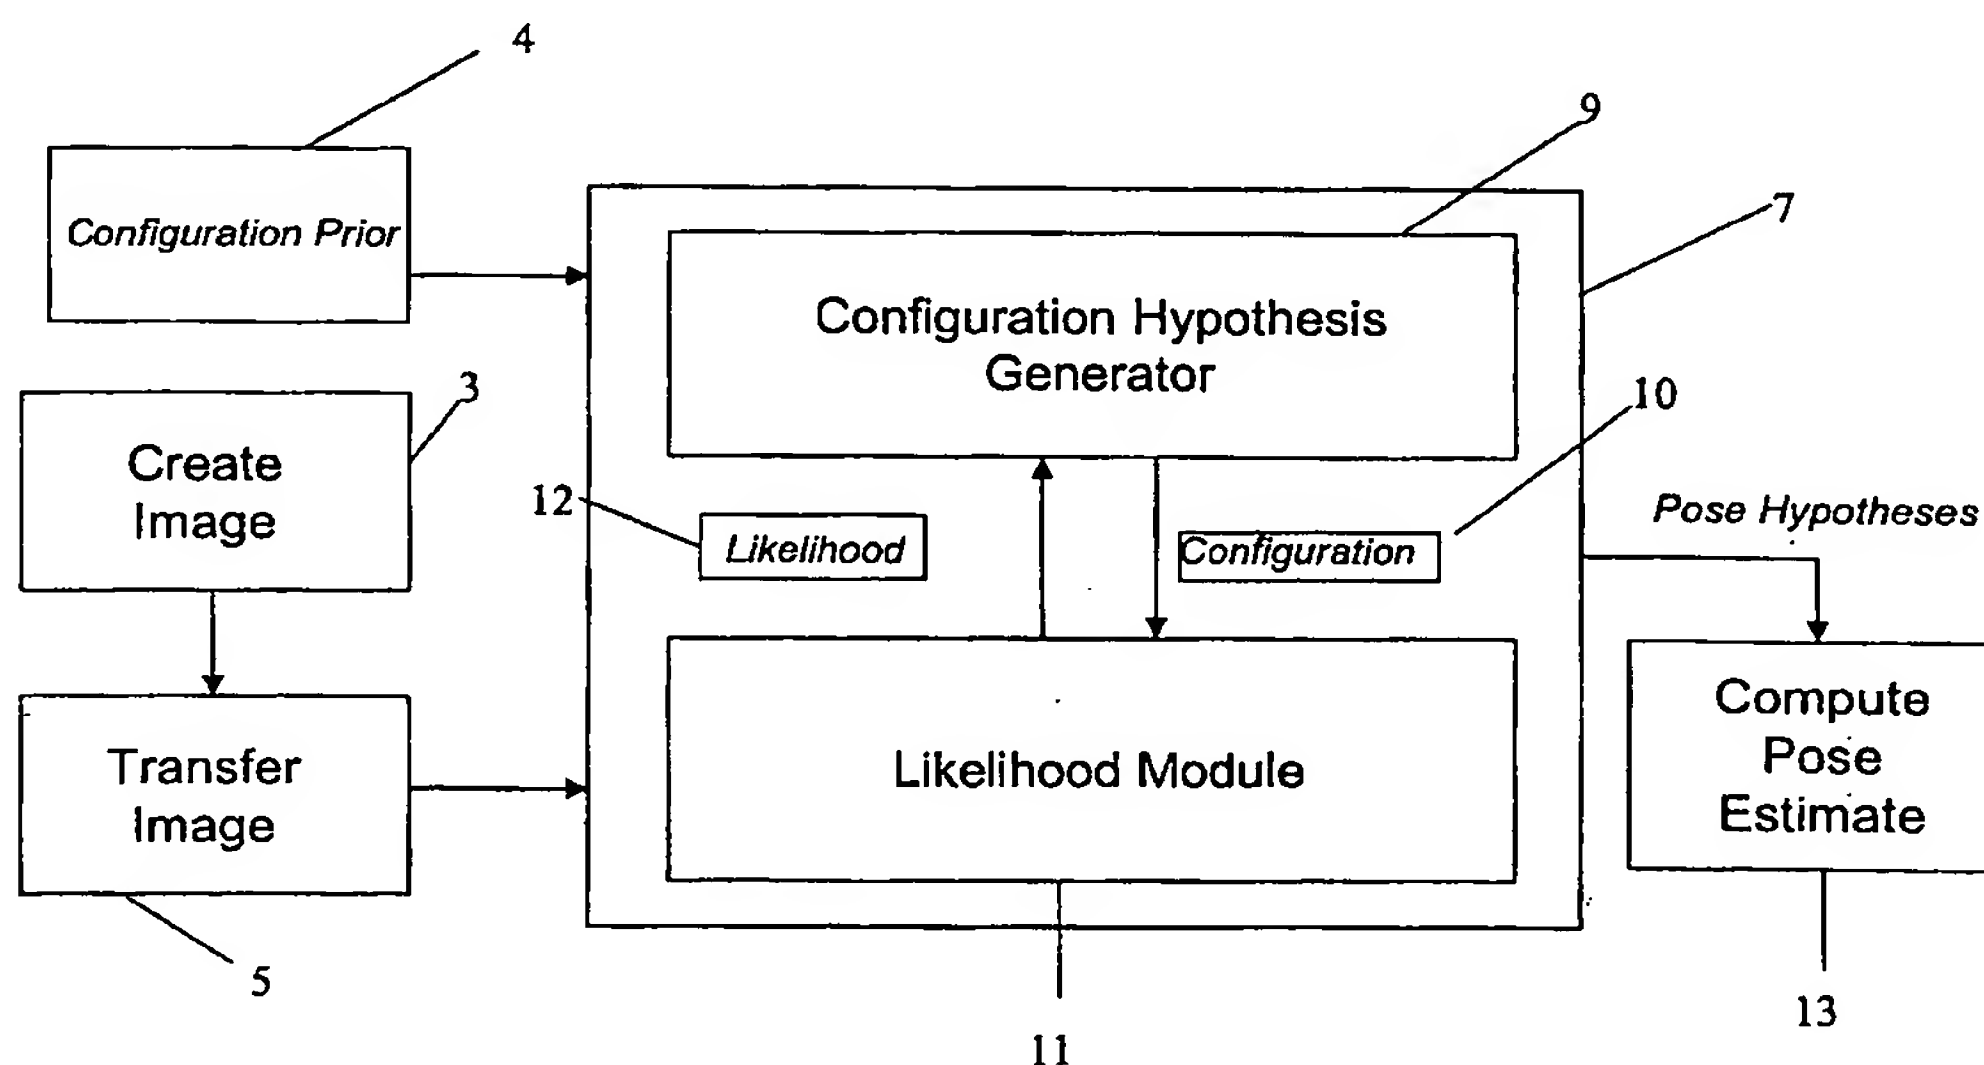 4
9
7
Configuration Prior
Configuration Hypothesis
Generator
3
10
Create
Image
12
Likelihood
Configuration
Pose Hypotheses
Transfer
Image
Likelihood Module
Compute
Pose
Estimate
5
11
13